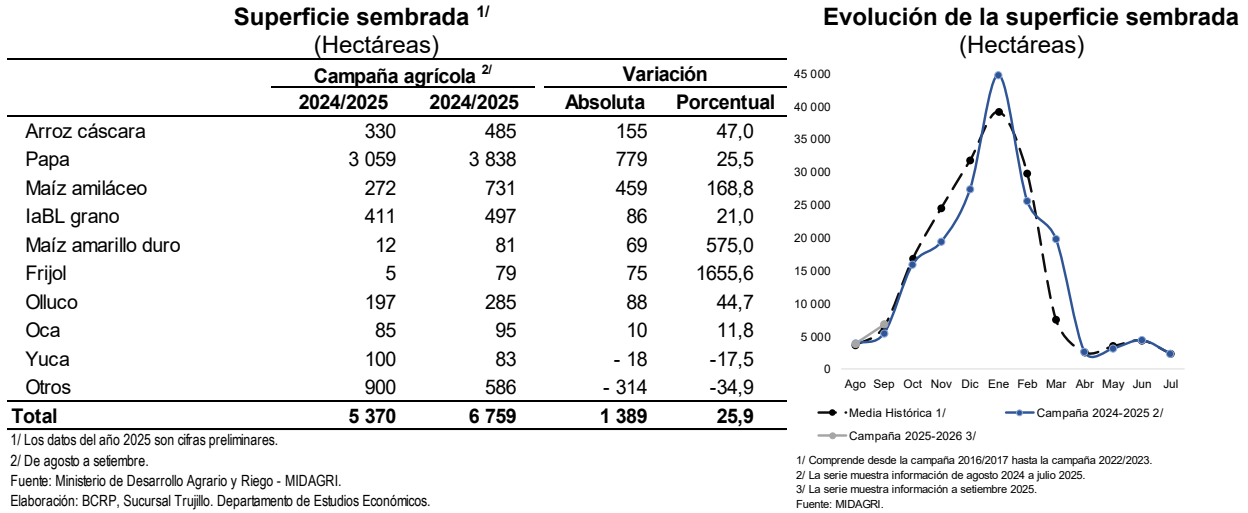 Superficie sembrada 1/
(Hectáreas)
Campaña agrícola 2/ Variación
2024/2025 2024/2025 Absoluta Porcentual
Arroz cáscara 330 485 155 47,0
Papa 3 059 3 838 779 25,5
Maíz amiláceo 272 731 459 168,8
IaBL grano 411 497 86 21,0
Maíz amarillo duro 12 81 69 575,0
Frijol 5 79 75 1655,6
Olluco 197 285 88 44,7
Oca 85 95 10 11,8
Yuca 100 83 - 18 -17,5
Otros 900 586 - 314 -34,9
Total 5 370 6 759 1 389 25,9
1/ Los datos del año 2025 son cifras preliminares.
2/ De agosto a setiembre.
Fuente: Ministerio de Desarrollo Agrario y Riego - MIDAGRI.
Elaboración: BCRP, Sucursal Trujillo. Departamento de Estudios Económicos.
Evolución de la superficie sembrada
(Hectáreas)
45 000
40 000
35 000
30 000
25 000
20 000
15 000
10 000
5 000
0
Ago Sep Oct Nov Dic Ene Feb Mar Abr May Jun Jul
Media Histórica 1/ Campaña 2024-2025 2/
Campaña 2025-2026 3/
1/ Comprende desde la campaña 2016/2017 hasta la campaña 2022/2023.
2/ La serie muestra información de agosto 2024 a julio 2025.
3/ La serie muestra información a setiembre 2025.
Fuente: MIDAGRI.